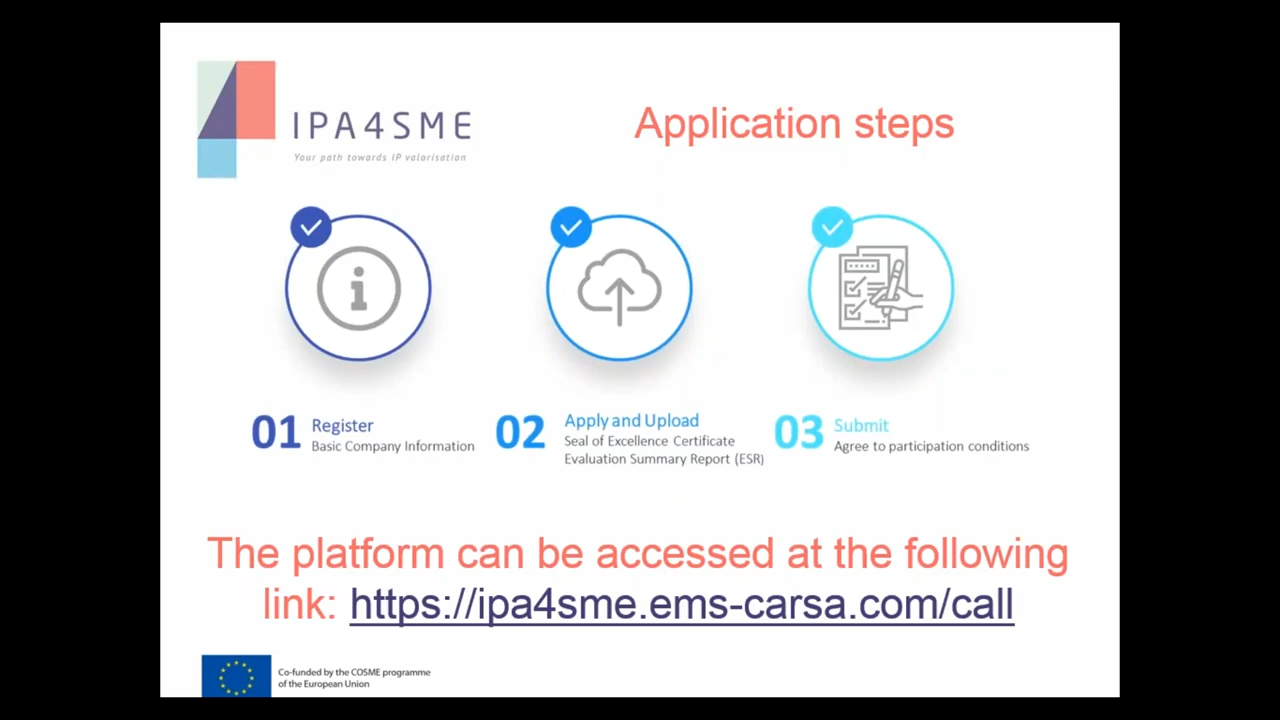 IPA4SME
Your path towards IP valorisation
Application steps
01 Register
Basic Company Information
02 Apply and Upload
Seal of Excellence Certificate
Evaluation Summary Report (ESR)
03 Submit
Agree to participation conditions
The platform can be accessed at the following
link: https://ipa4sme.ems-carsa.com/call
Co-funded by the COSME programme
of the European Union